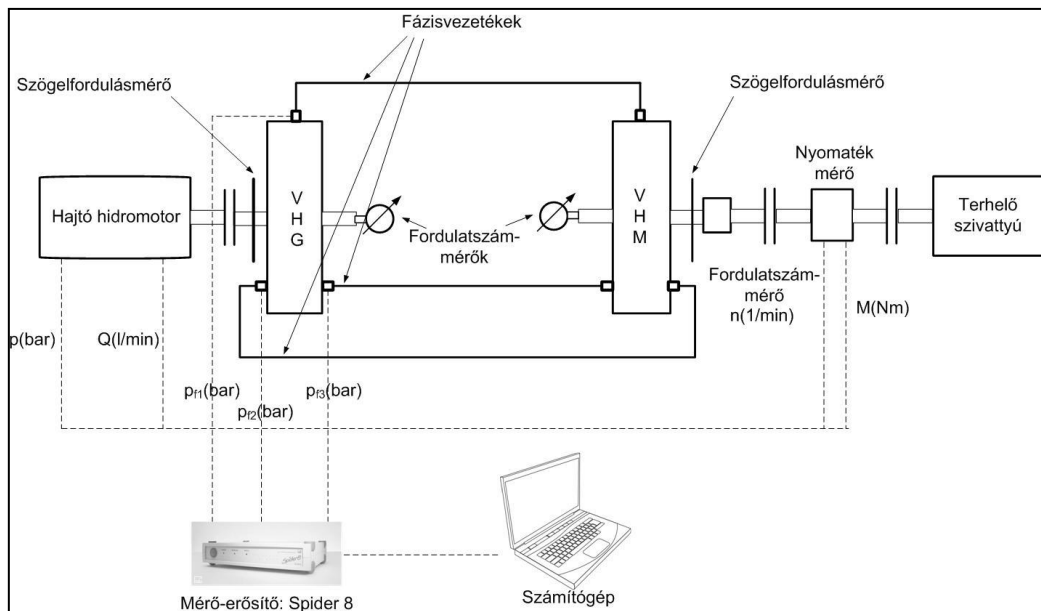 Fázisvezetékek
Szögelfordulásmérő
Szögelfordulásmérő
Nyomaték
mérő
Hajtó hidromotor
V
H
G
Fordulatszám-
mérők
V
H
M
Terhelő
szivattyú
Fordulatszám-
mérő
n(1/min)
M(Nm)
p(bar)
Q(l/min)
pf1(bar)
pf2(bar)
pf3(bar)
Mérő-erősítő: Spider 8
Számítógép